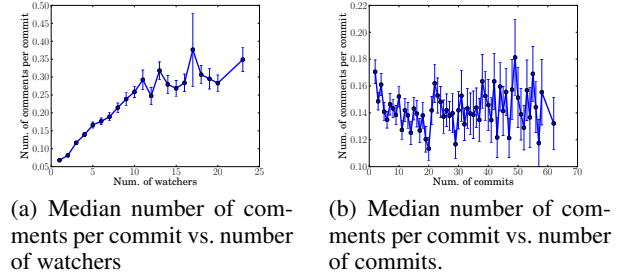 0.50
0.45
0.40
0.35
0.30
0.25
0.20
0.15
0.10
0.05
Num. of comments per commit
0 5 10 15 20 25
Num. of watchers
0.22
0.20
0.18
0.16
0.14
0.12
0.10
Num. of comments per commit
0 10 20 30 40 50 60 70
Num. of commits
(a) Median number of com-
ments per commit vs. number
of watchers
(b) Median number of com-
ments per commit vs. number
of commits.